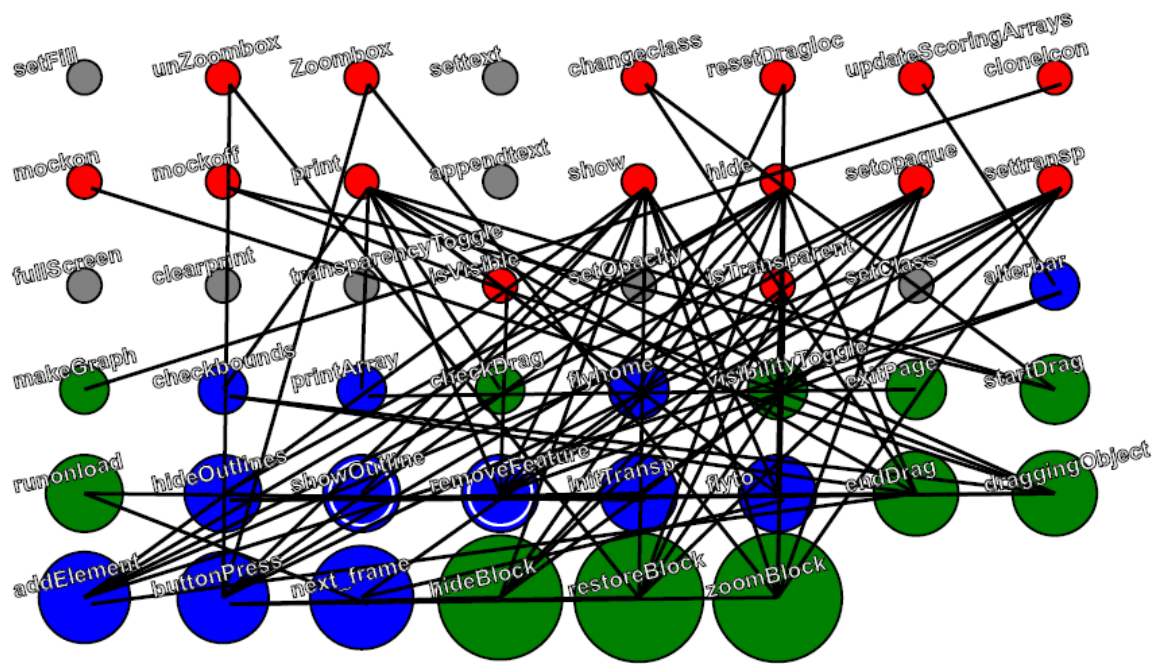 setFill unZoombox Zoombox settext changeclass resetDragloc updateScoringArrays cloneIcon
mockon mockoff print appendtext show hide setopaque settransp
fullScreen clearprint transparencyToggle isVisible setOpacity isTransparent setClass alterbar
makeGraph checkbounds printArray checkDrag flyhome visibilityToggle exitPage startDrag
runonload hideOutlines showOutline removeFeature initTransp flyto endDrag draggingObject
addElement buttonPress next_frame hideBlock restoreBlock zoomBlock